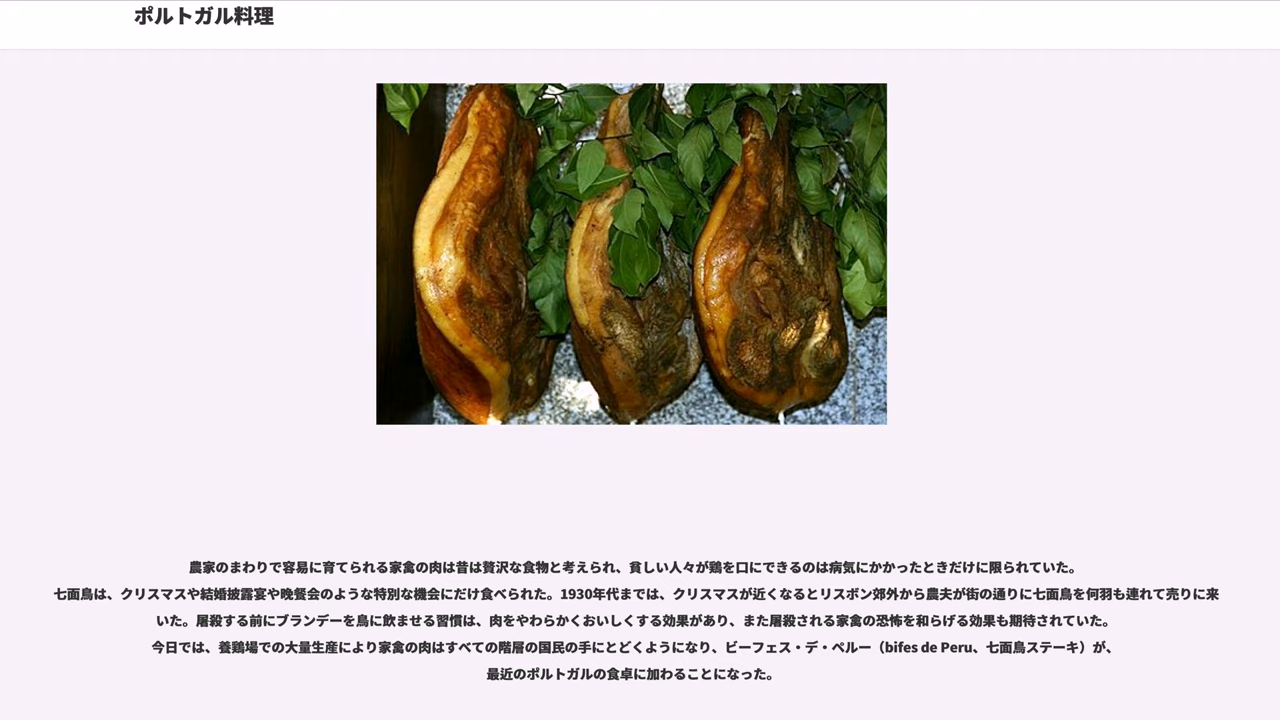 ポルトガル料理
農家のまわりで容易に育てられる家禽の肉は昔は贅沢な食物と考えられ、貧しい人々が鶏を口にできるのは病気にかかったときだけに限られていた。
七面鳥は、クリスマスや結婚披露宴や晩餐会のような特別な機会にだけ食べられた。1930年代までは、クリスマスが近くなるとリスボン郊外から農夫が街の通りに七面鳥を何羽も連れて売りに来
いた。屠殺する前にブランデーを鳥に飲ませる習慣は、肉をやわらかくおいしくする効果があり、また屠殺される家禽の恐怖を和らげる効果も期待されていた。
今日では、養鶏場での大量生産により家禽の肉はすべての階層の国民の手にとどくようになり、ビーフェス・デ・ペルー（bifes de Peru、七面鳥ステーキ）が、
最近のポルトガルの食卓に加わることになった。